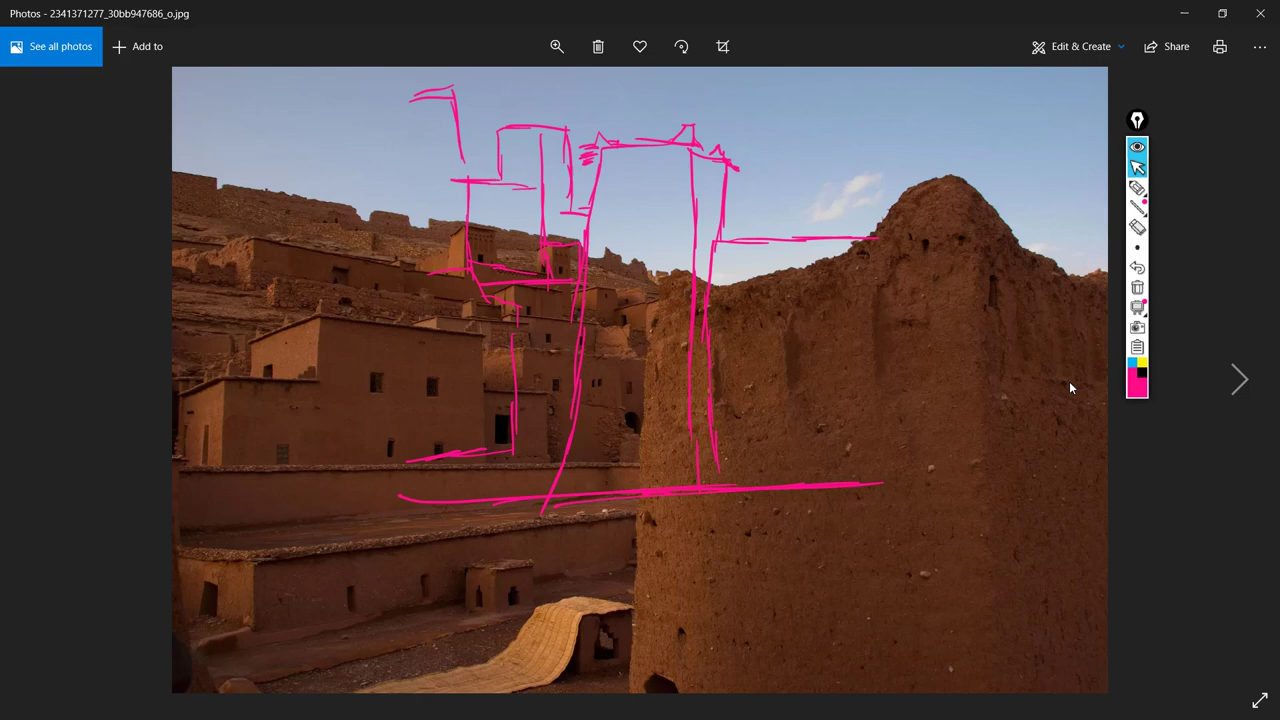 Photos - 2341371277_30bb947686_o.jpg
See all photos
Add to
Edit & Create
Share